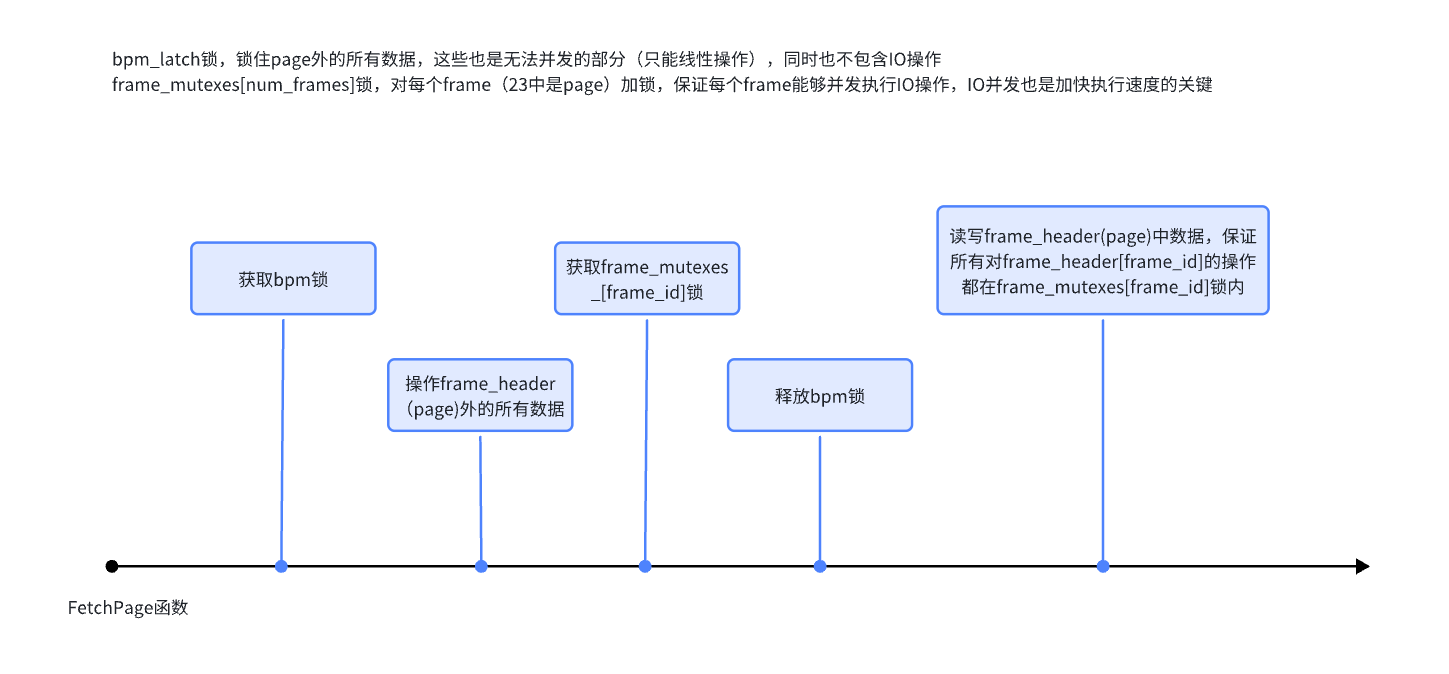 bpm_latch锁，锁住page外的所有数据，这些也是无法并发的部分（只能线性操作），同时也不包含IO操作
frame_mutexes[num_frames]锁，对每个frame（23中是page）加锁，保证每个frame能够并发执行IO操作，IO并发也是加快执行速度的关键
获取bpm锁
操作frame_header
（page)外的所有数据
获取frame_mutexes
_[frame_id]锁
释放bpm锁
读写frame_header(page)中数据，保证
所有对frame_header[frame_id]的操作
都在frame_mutexes[frame_id]锁内
FetchPage函数